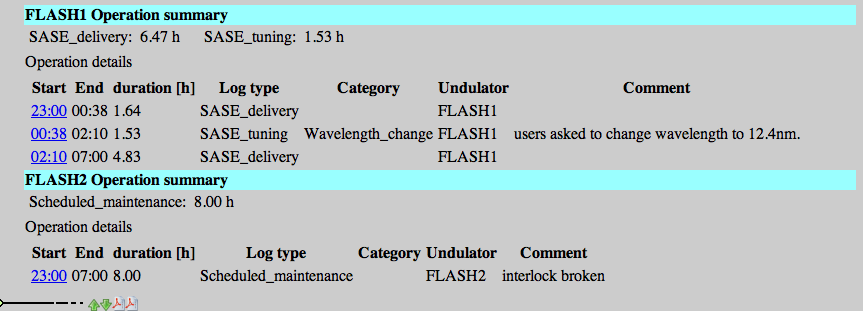 FLASH1 Operation summary
SASE_delivery: 6.47 h SASE_tuning: 1.53 h
Operation details
Start End duration [h] Log type Category Undulator Comment
23:00 00:38 1.64 SASE_delivery FLASH1
00:38 02:10 1.53 SASE_tuning Wavelength_change FLASH1 users asked to change wavelength to 12.4nm.
02:10 07:00 4.83 SASE_delivery FLASH1
FLASH2 Operation summary
Scheduled_maintenance: 8.00 h
Operation details
Start End duration [h] Log type Category Undulator Comment
23:00 07:00 8.00 Scheduled_maintenance FLASH2 interlock broken